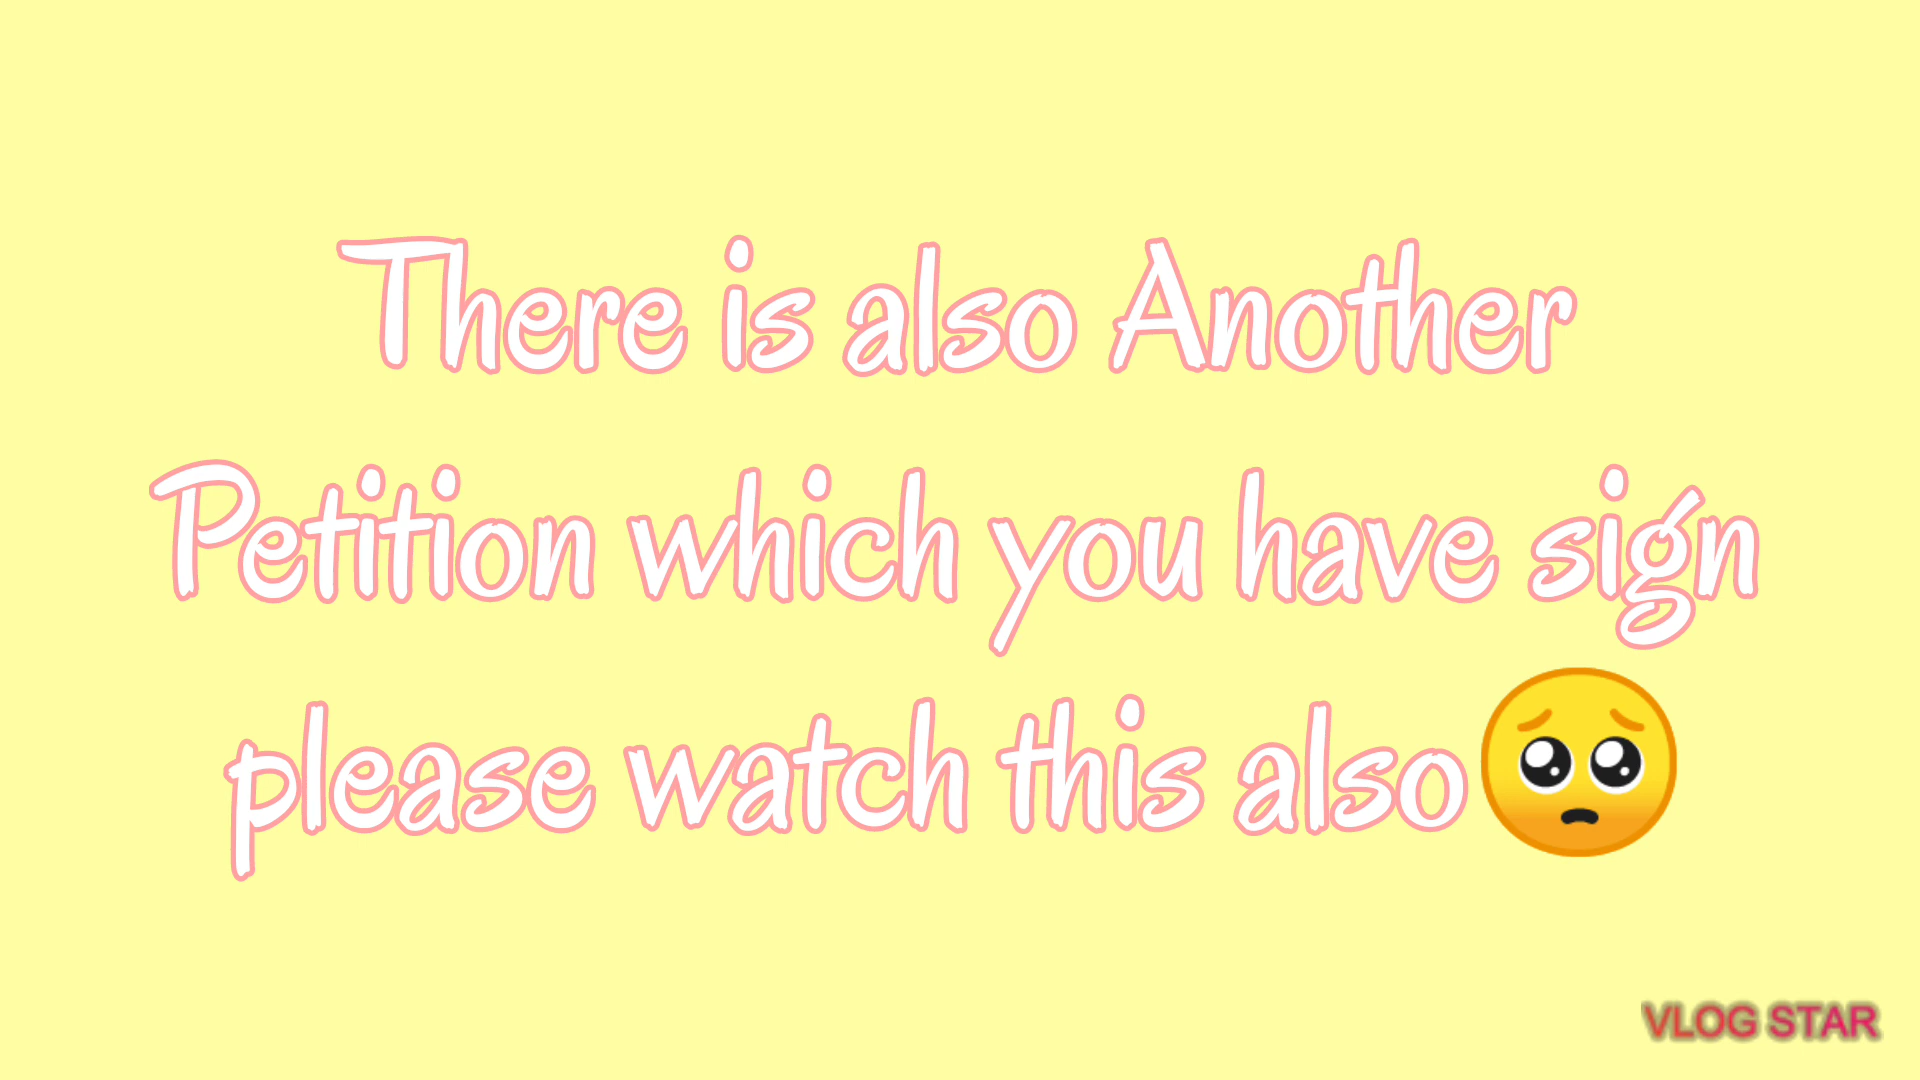 There is also Another
Petition which you have sign
please watch this also🥺
VLOG STAR